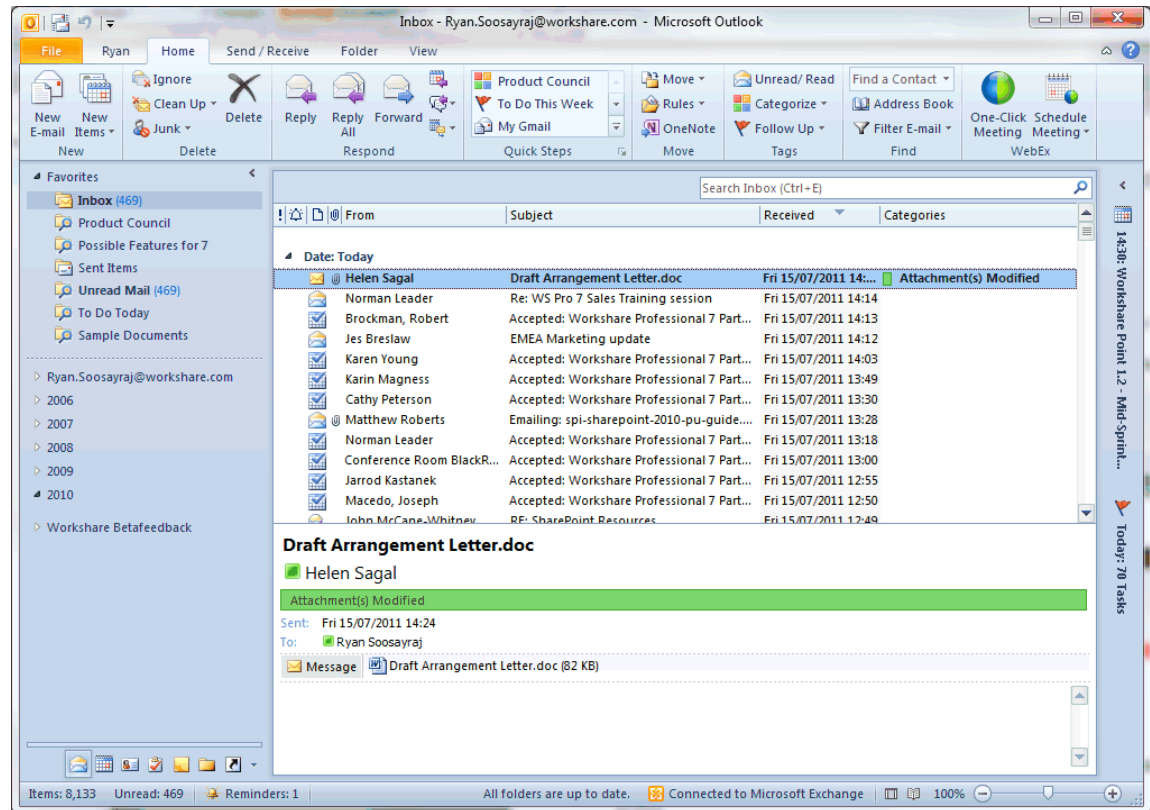 Inbox - Ryan.Soosayraj@workshare.com - Microsoft Outlook
File Ryan Home Send / Receive Folder View
New E-mail
New Items
Ignore
Clean Up
Junk
Delete
Reply
Reply All
Forward
Product Council
To Do This Week
My Gmail
Move
Rules
OneNote
Unread/ Read
Categorize
Follow Up
Find a Contact
Address Book
Filter E-mail
One-Click Meeting
Schedule Meeting
New Delete Respond Quick Steps Move Tags Find WebEx
Favorites
Inbox (469)
Product Council
Possible Features for 7
Sent Items
Unread Mail (469)
To Do Today
Sample Documents
Ryan.Soosayraj@workshare.com
2006
2007
2008
2009
2010
Workshare Betafeedback
Search Inbox (Ctrl+E)
! From Subject Received Categories
Date: Today
Helen Sagal Draft Arrangement Letter.doc Fri 15/07/2011 14:... Attachment(s) Modified
Norman Leader Re: WS Pro 7 Sales Training session Fri 15/07/2011 14:14
Brockman, Robert Accepted: Workshare Professional 7 Part... Fri 15/07/2011 14:13
Jes Breslaw EMEA Marketing update Fri 15/07/2011 14:12
Karen Young Accepted: Workshare Professional 7 Part... Fri 15/07/2011 14:03
Karin Magness Accepted: Workshare Professional 7 Part... Fri 15/07/2011 13:49
Cathy Peterson Accepted: Workshare Professional 7 Part... Fri 15/07/2011 13:30
Matthew Roberts Emailing: spi-sharepoint-2010-pu-guide.... Fri 15/07/2011 13:28
Norman Leader Accepted: Workshare Professional 7 Part... Fri 15/07/2011 13:18
Conference Room BlackR... Accepted: Workshare Professional 7 Part... Fri 15/07/2011 13:00
Jarrod Kastanek Accepted: Workshare Professional 7 Part... Fri 15/07/2011 12:55
Macedo, Joseph Accepted: Workshare Professional 7 Part... Fri 15/07/2011 12:50
John McCane-Whitney RE: SharePoint Resources Fri 15/07/2011 12:49
Draft Arrangement Letter.doc
Helen Sagal
Attachment(s) Modified
Sent: Fri 15/07/2011 14:24
To: Ryan Soosayraj
Message Draft Arrangement Letter.doc (82 KB)
14:30: Workshare Point 1.2 - Mid-Sprint...
Today: 70 Tasks
Items: 8,133 Unread: 469 Reminders: 1 All folders are up to date. Connected to Microsoft Exchange 100%